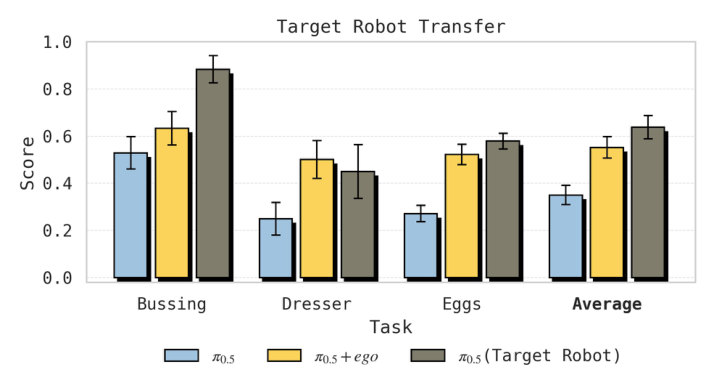 Target Robot Transfer
1.0
0.8
0.6
0.4
0.2
0.0
Score
Bussing Dresser Eggs Average
Task
π0.5 π0.5 + ego π0.5(Target Robot)